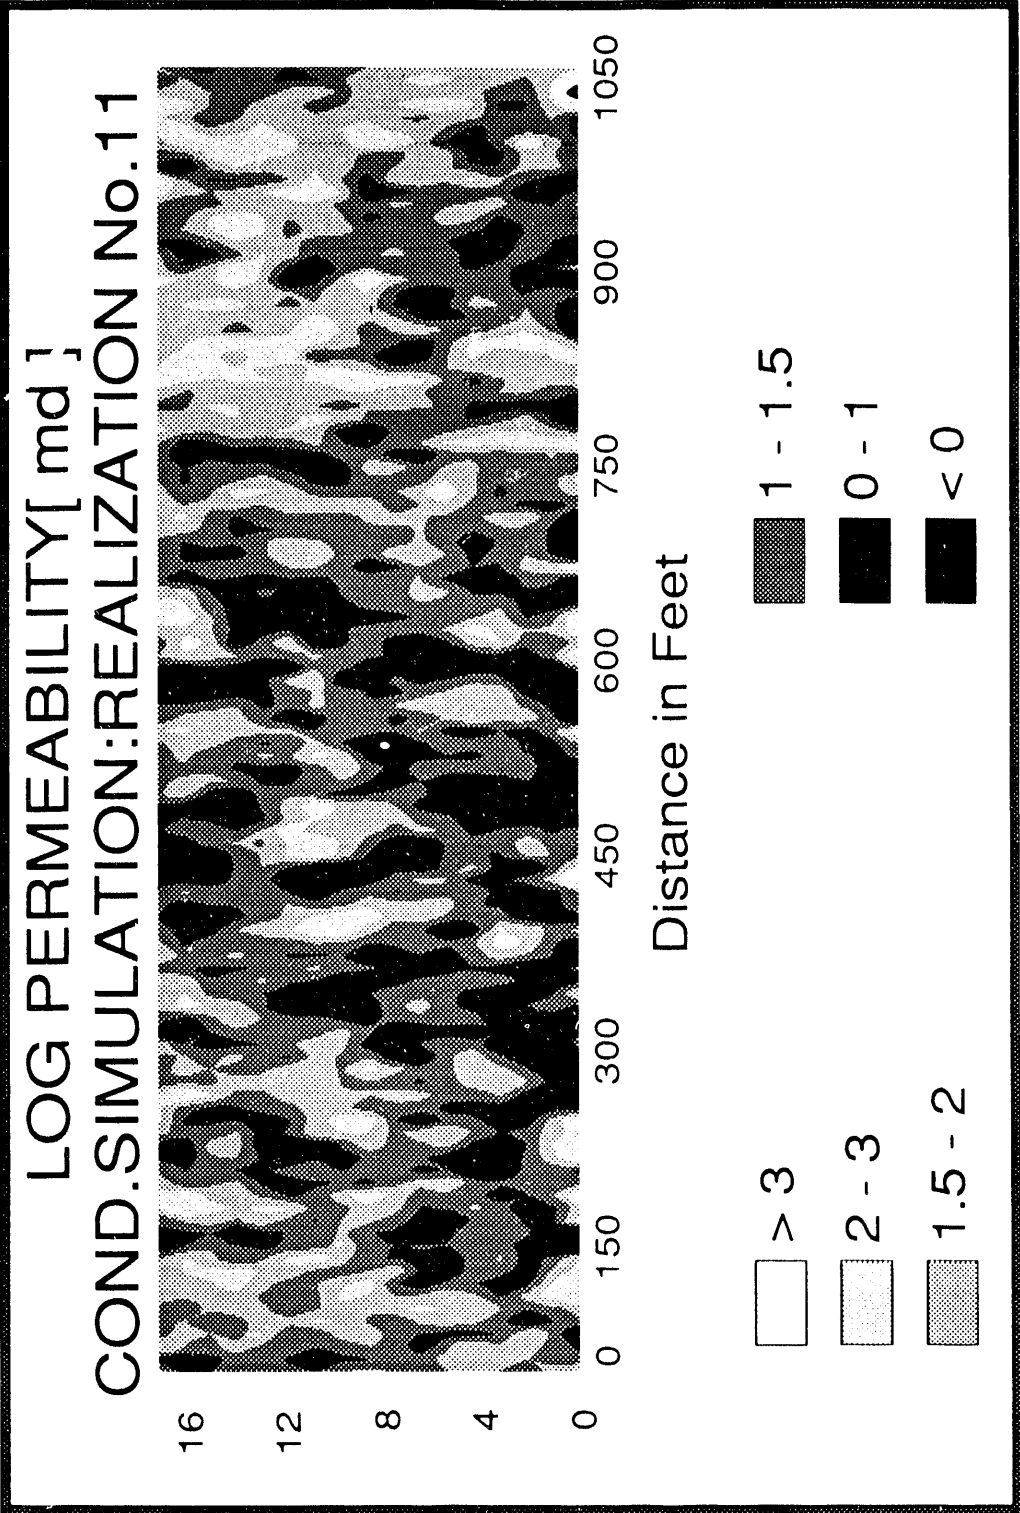 LOG PERMEABILITY[ md ]
COND.SIMULATION:REALIZATION No.11
16
12
8
4
0
0 150 300 450 600 750 900 1050
Distance in Feet
> 3 1 - 1.5
2 - 3 0 - 1
1.5 - 2 < 0